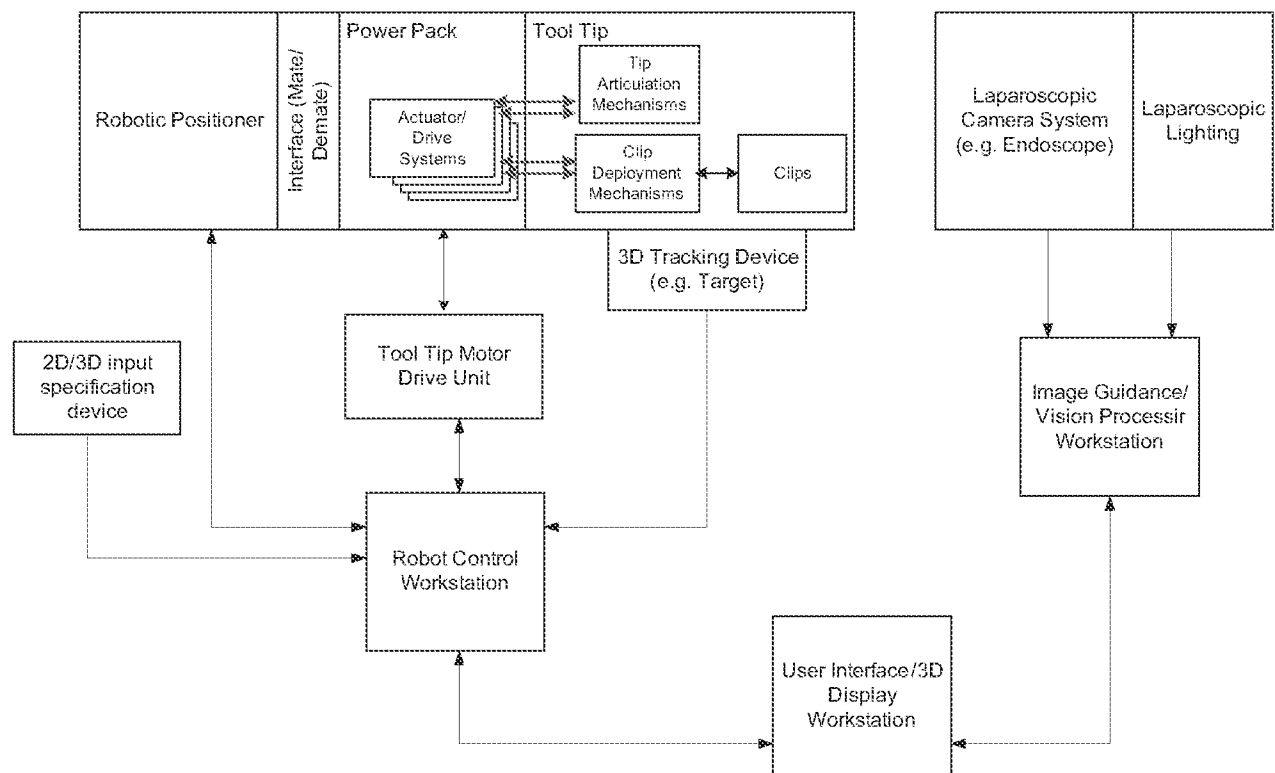 Power Pack
Tool Tip
Robotic Positioner
Interface (Mate/
Demate)
Actuator/
Drive
Systems
Tip
Articulation
Mechanisms
Clip
Deployment
Mechanisms
Clips
3D Tracking Device
(e.g. Target)
Laparoscopic
Camera System
(e.g. Endoscope)
Laparoscopic
Lighting
2D/3D input
specification
device
Tool Tip Motor
Drive Unit
Image Guidance/
Vision Processir
Workstation
Robot Control
Workstation
User Interface/3D
Display
Workstation